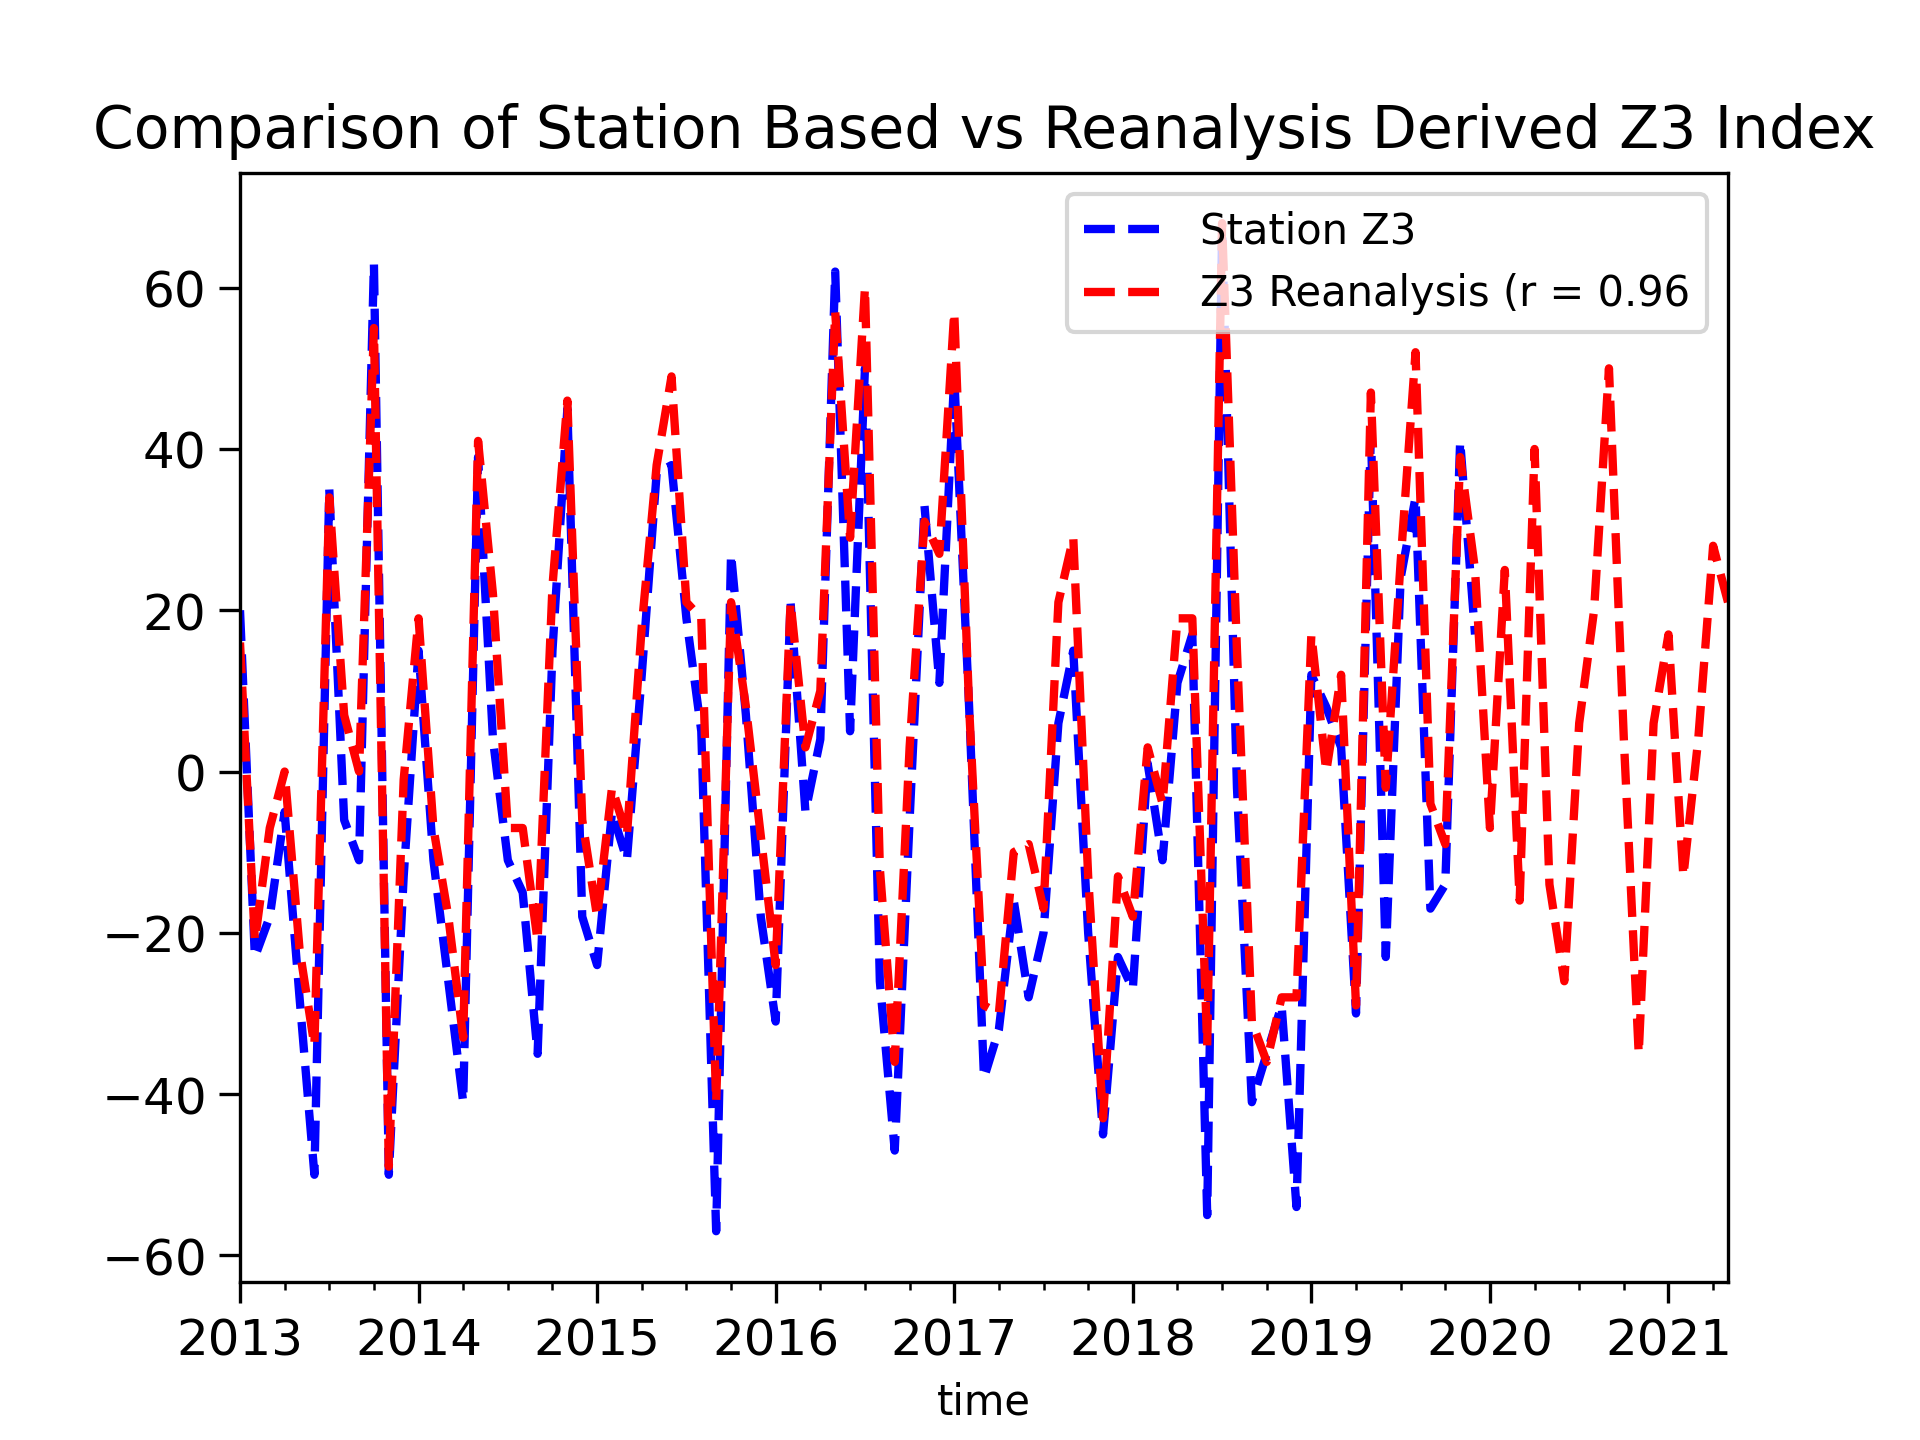 Comparison of Station Based vs Reanalysis Derived Z3 Index
Station Z3
Z3 Reanalysis (r = 0.96
60
40
20
0
−20
−40
−60
2013 2014 2015 2016 2017 2018 2019 2020 2021
time